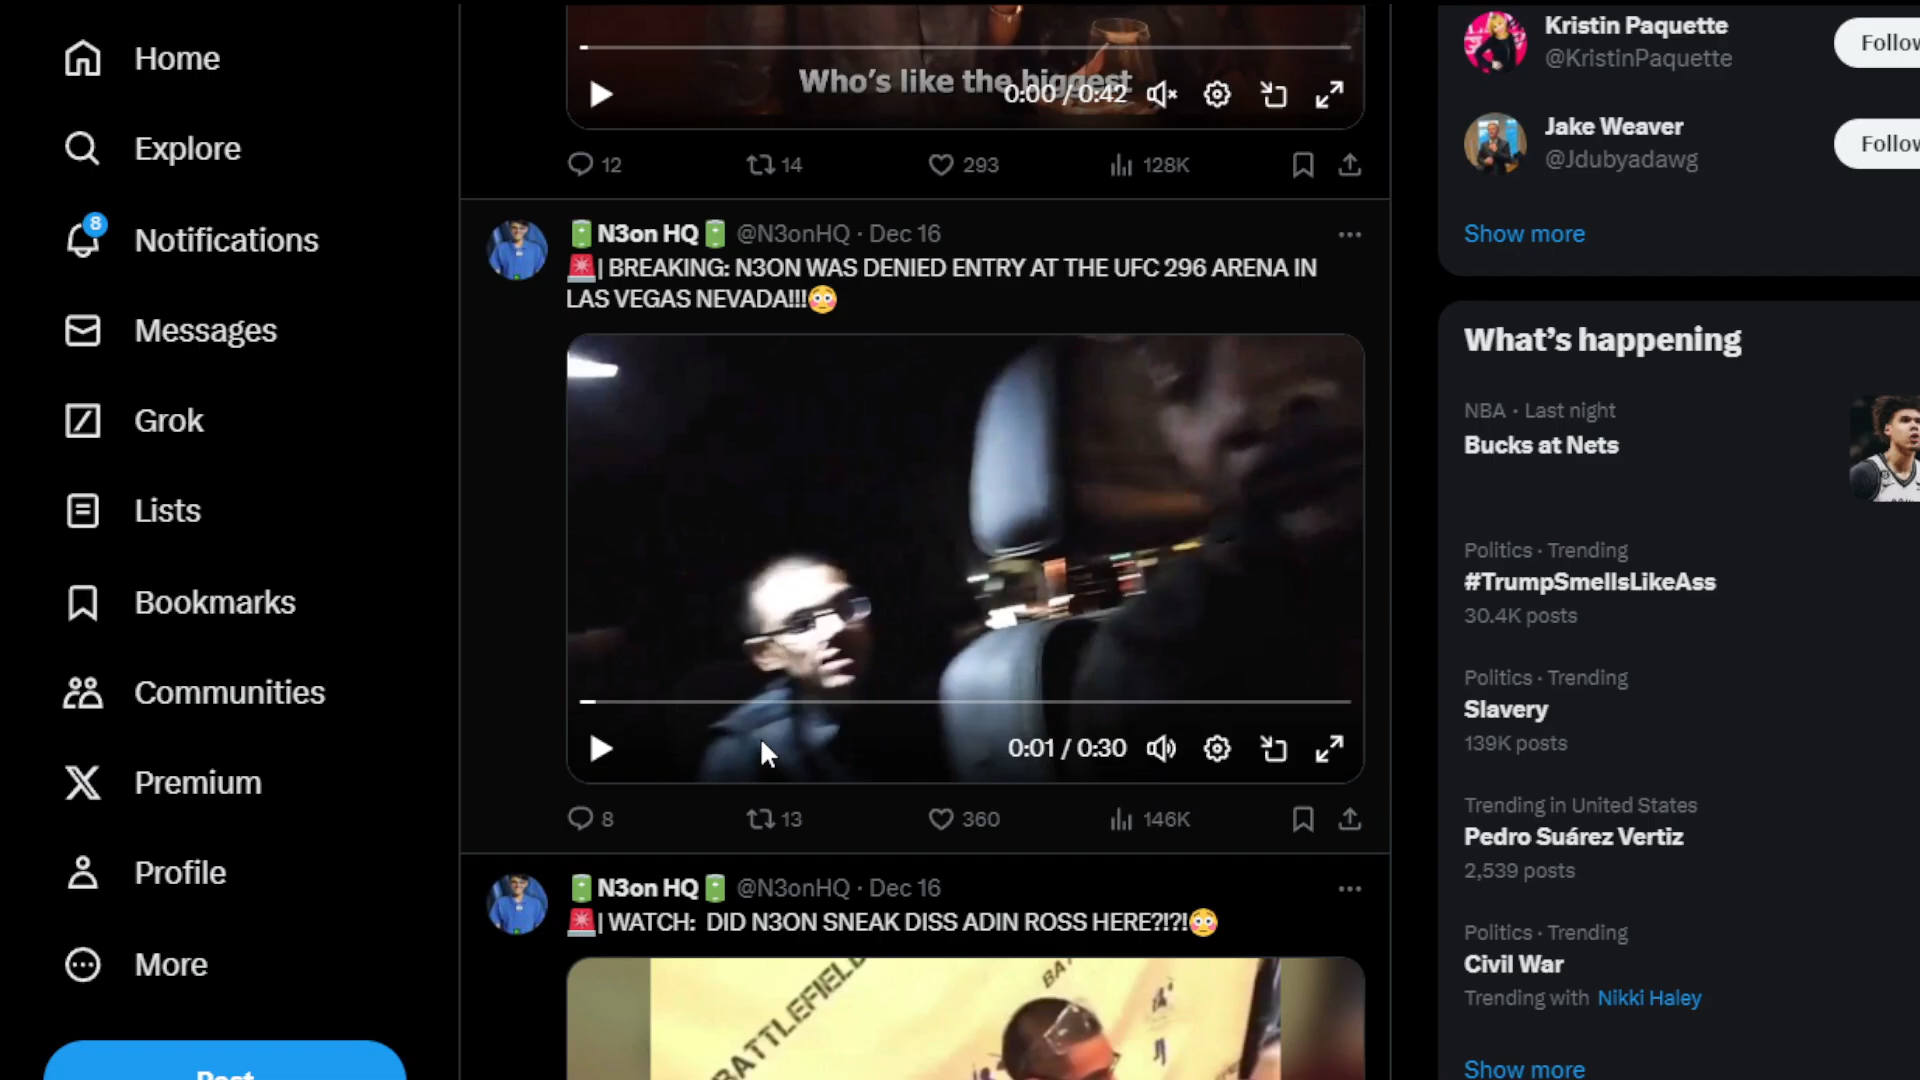 Home
Explore
8
Notifications
Messages
Grok
Lists
Bookmarks
Communities
Premium
Profile
More
Post
Who's like the biggest
0:00 / 0:42
12
14
293
128K
N3on HQ @N3onHQ · Dec 16
| BREAKING: N3ON WAS DENIED ENTRY AT THE UFC 296 ARENA IN
LAS VEGAS NEVADA!!!
0:01 / 0:30
8
13
360
146K
N3on HQ @N3onHQ · Dec 16
| WATCH: DID N3ON SNEAK DISS ADIN ROSS HERE?!?!
BATTLEFIELD
BA
Kristin Paquette
@KristinPaquette
Follow
Jake Weaver
@Jdubyadawg
Follow
Show more
What's happening
NBA · Last night
Bucks at Nets
Politics · Trending
#TrumpSmellsLikeAss
30.4K posts
Politics · Trending
Slavery
139K posts
Trending in United States
Pedro Suárez Vertiz
2,539 posts
Politics · Trending
Civil War
Trending with Nikki Haley
Show more